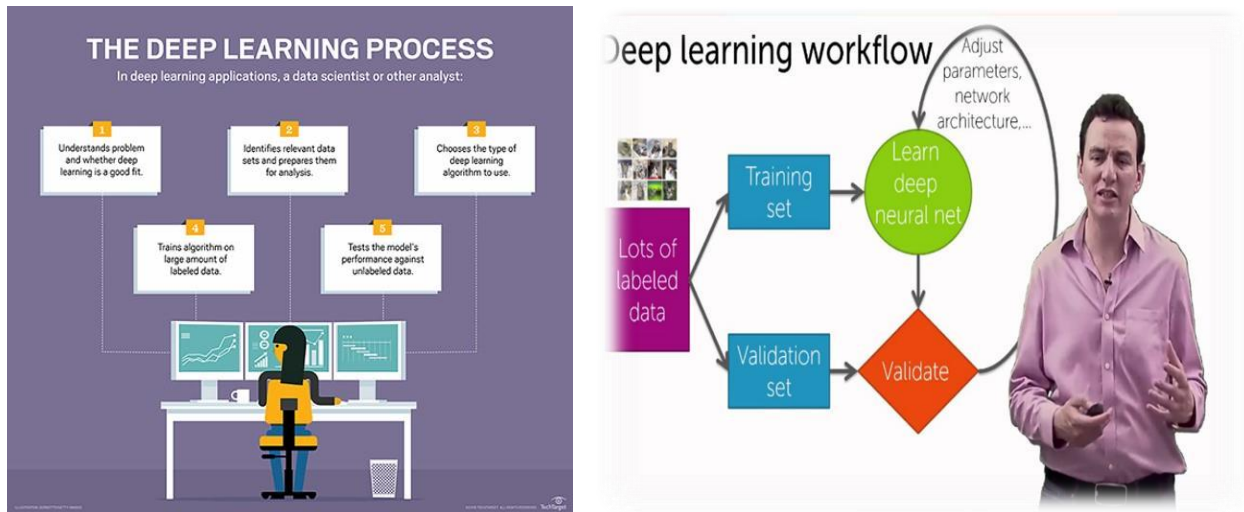 THE DEEP LEARNING PROCESS
In deep learning applications, a data scientist or other analyst:
1
Understands problem
and whether deep
learning is a good fit.
2
Identifies relevant data
sets and prepares them
for analysis.
3
Chooses the type of
deep learning
algorithm to use.
4
Trains algorithm on
large amount of
labeled data.
5
Tests the model's
performance against
unlabeled data.
TechTarget
Deep learning workflow
Adjust
parameters,
network
architecture,...
Learn
deep
neural net
Training
set
Lots of
labeled
data
Validation
set
Validate